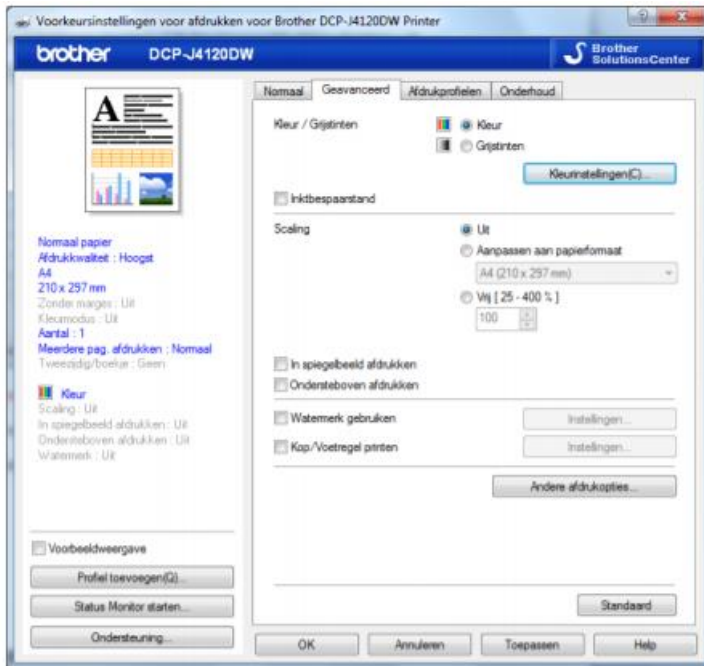 Voorkeursinstellingen voor afdrukken voor Brother DCP-J4120DW Printer
brother DCP-J4120DW
Brother
SolutionsCenter
A
Normaal papier
Afdrukkwaliteit : Hoogst
A4
210 x 297 mm
Zonder marges : Uit
Kleurmodus : Uit
Aantal : 1
Meerdere pag. afdrukken : Normaal
Tweezijdig/boekje : Geen
Kleur
Scaling : Uit
In spiegelbeeld afdrukken : Uit
Ondersteboven afdrukken : Uit
Watermerk : Uit
Voorbeeldweergave
Profiel toevoegen(Q)...
Status Monitor starten...
Ondersteuning...
Normaal Geavanceerd Afdrukprofielen Onderhoud
Kleur / Grijstinten
Kleur
Grijstinten
Kleurinstellingen(C)...
Inktbespaarstand
Scaling
Uit
Aanpassen aan papierformaat
A4 (210 x 297 mm)
Vrij [ 25 - 400 % ]
100
In spiegelbeeld afdrukken
Ondersteboven afdrukken
Watermerk gebruiken Instellingen...
Kop/Voetregel printen Instellingen...
Andere afdrukopties...
Standaard
OK Annuleren Toepassen Help